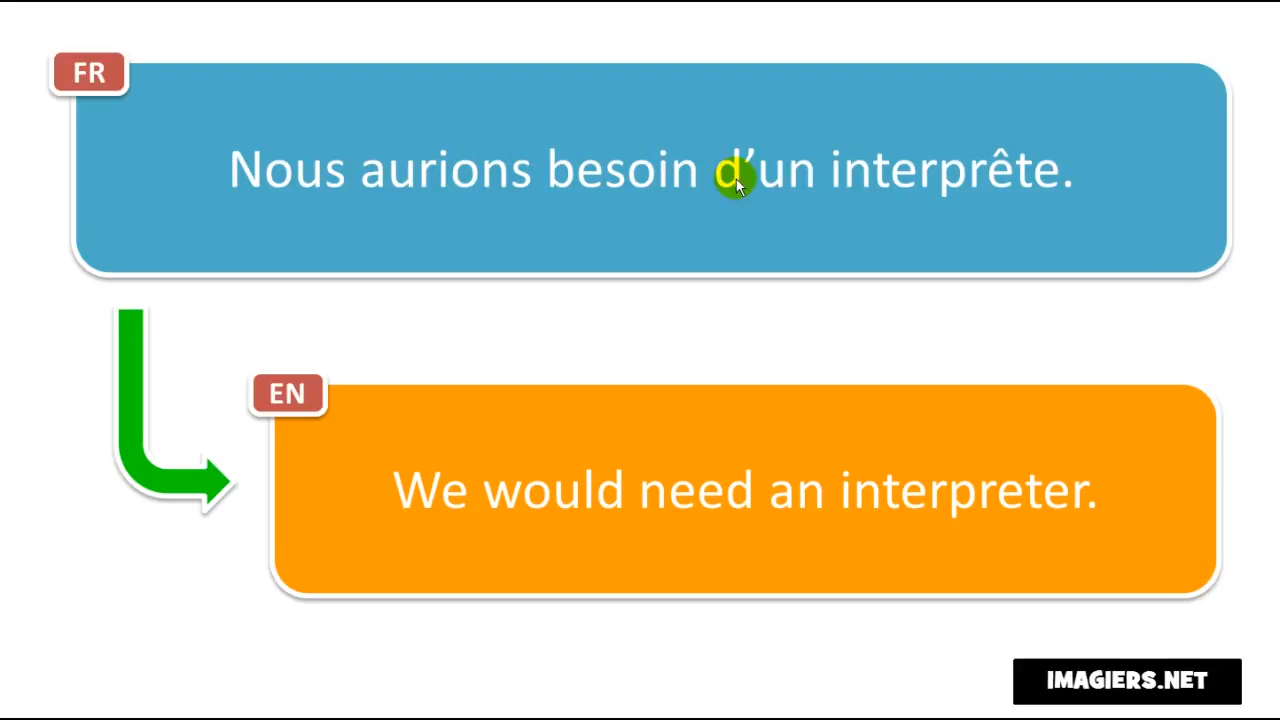 FR
Nous aurions besoin d’un interprête.
EN
We would need an interpreter.
IMAGIERS.NET